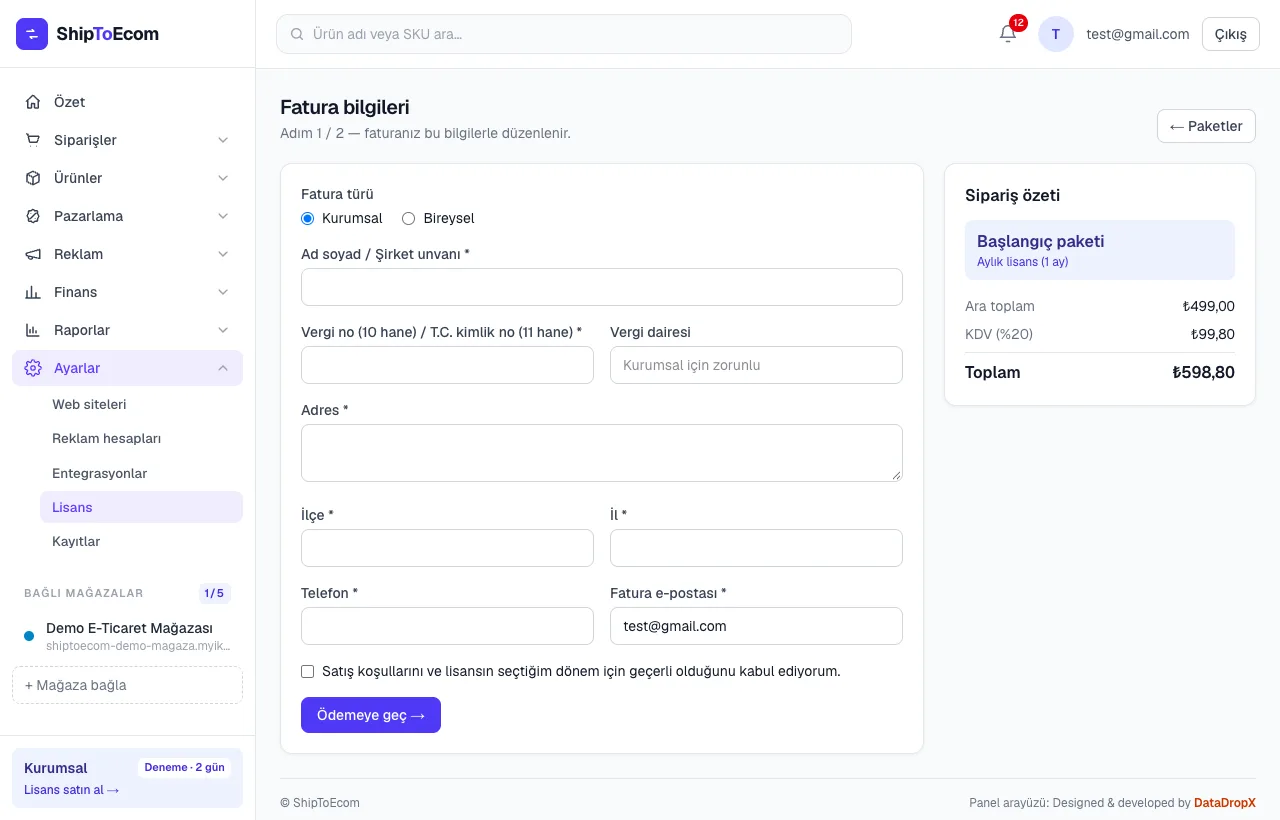 ShipToEcom
Ürün adı veya SKU ara...
12
T
test@gmail.com
Çıkış
Özet
Siparişler
Ürünler
Pazarlama
Reklam
Finans
Raporlar
Ayarlar
Web siteleri
Reklam hesapları
Entegrasyonlar
Lisans
Kayıtlar
BAĞLI MAĞAZALAR
1/5
Demo E-Ticaret Mağazası
shiptoecom-demo-magaza.myik...
+ Mağaza bağla
Kurumsal
Deneme · 2 gün
Lisans satın al →
Fatura bilgileri
Adım 1 / 2 — faturanız bu bilgilerle düzenlenir.
← Paketler
Fatura türü
Kurumsal
Bireysel
Ad soyad / Şirket unvanı *
Vergi no (10 hane) / T.C. kimlik no (11 hane) *
Vergi dairesi
Kurumsal için zorunlu
Adres *
İlçe *
İl *
Telefon *
Fatura e-postası *
test@gmail.com
Satış koşullarını ve lisansın seçtiğim dönem için geçerli olduğunu kabul ediyorum.
Ödemeye geç →
Sipariş özeti
Başlangıç paketi
Aylık lisans (1 ay)
Ara toplam
₺499,00
KDV (%20)
₺99,80
Toplam
₺598,80
© ShipToEcom
Panel arayüzü: Designed & developed by DataDropX